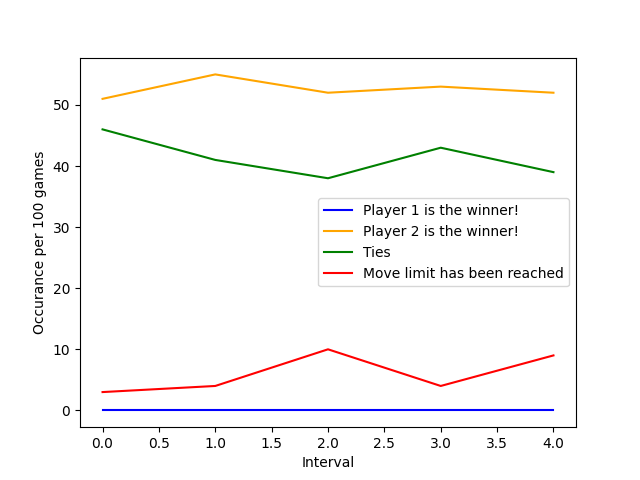 50
40
30
20
10
0
Occurance per 100 games
Player 1 is the winner!
Player 2 is the winner!
Ties
Move limit has been reached
0.0 0.5 1.0 1.5 2.0 2.5 3.0 3.5 4.0
Interval